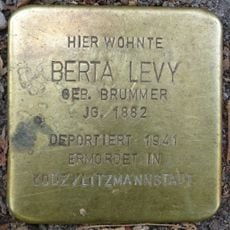 HIER WOHNTE
BERTA LEVY
GEB. BRUMMER
JG. 1882
DEPORTIERT 1941
ERMORDET IN
LODZ/LITZMANNSTADT